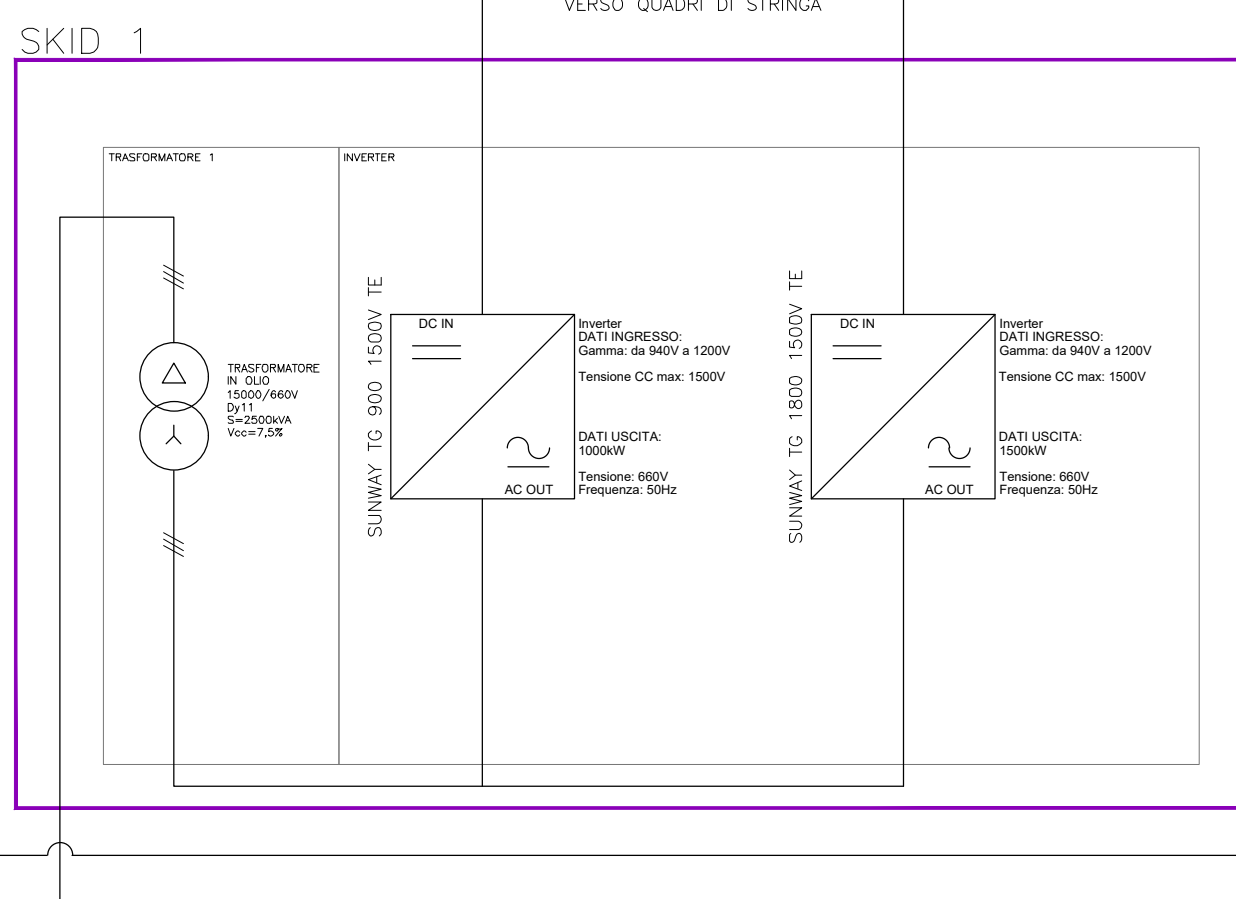 VERSO QUADRI DI STRINGA
SKID 1
TRASFORMATORE 1
INVERTER
TRASFORMATORE
IN OLIO
15000/660V
Dy11
S=2500kVA
Vcc=7,5%
SUNWAY TG 900 1500V TE
DC IN
AC OUT
Inverter
DATI INGRESSO:
Gamma: da 940V a 1200V
Tensione CC max: 1500V
DATI USCITA:
1000kW
Tensione: 660V
Frequenza: 50Hz
SUNWAY TG 1800 1500V TE
DC IN
AC OUT
Inverter
DATI INGRESSO:
Gamma: da 940V a 1200V
Tensione CC max: 1500V
DATI USCITA:
1500kW
Tensione: 660V
Frequenza: 50Hz